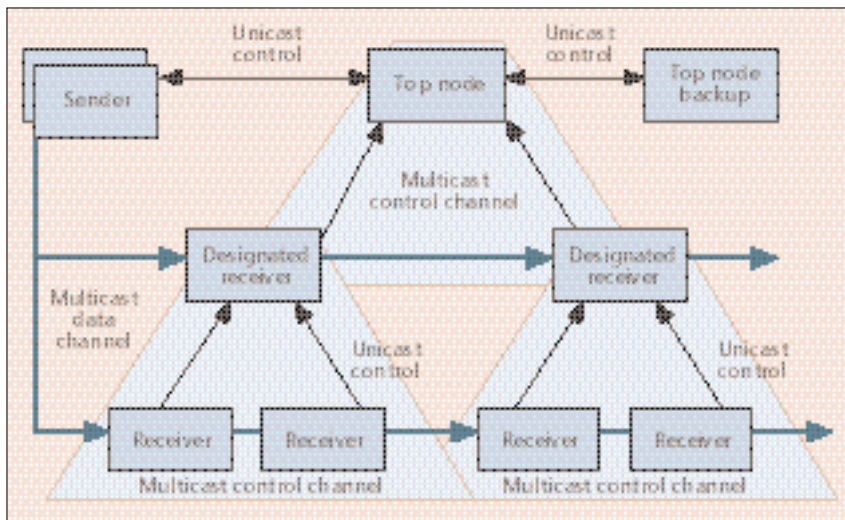 Unicast
control
Unicast
control
Sender
Top node
Top node
backup
Multicast
control channel
Designated
receiver
Designated
receiver
Multicast
data
channel
Unicast
control
Unicast
control
Receiver
Receiver
Receiver
Receiver
Multicast control channel
Multicast control channel